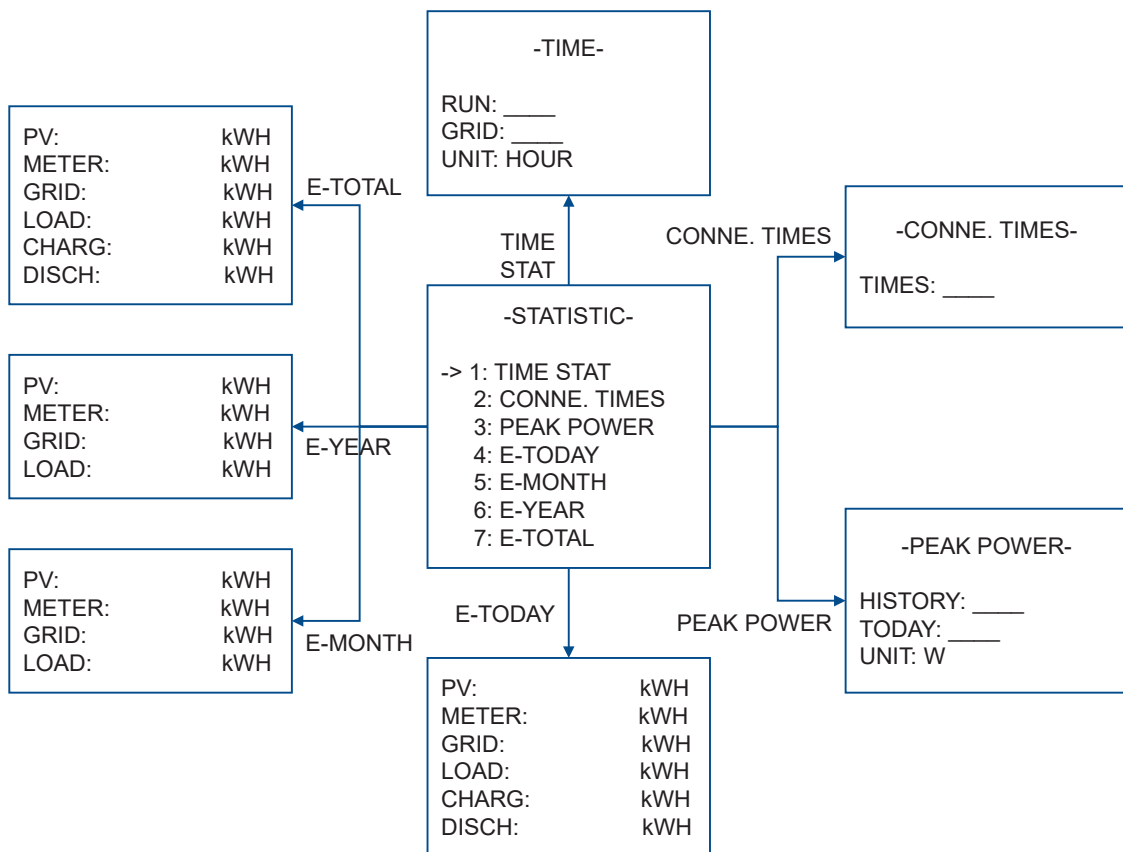 -TIME-
RUN: ____
GRID: ____
UNIT: HOUR
PV: kWH
METER: kWH
GRID: kWH
LOAD: kWH
CHARG: kWH
DISCH: kWH
E-TOTAL
TIME
STAT
CONNE. TIMES
-CONNE. TIMES-
TIMES: ____
-STATISTIC-
-> 1: TIME STAT
2: CONNE. TIMES
3: PEAK POWER
4: E-TODAY
5: E-MONTH
6: E-YEAR
7: E-TOTAL
PV: kWH
METER: kWH
GRID: kWH
LOAD: kWH
E-YEAR
PV: kWH
METER: kWH
GRID: kWH
LOAD: kWH
E-MONTH
E-TODAY
PEAK POWER
-PEAK POWER-
HISTORY: ____
TODAY: ____
UNIT: W
PV: kWH
METER: kWH
GRID: kWH
LOAD: kWH
CHARG: kWH
DISCH: kWH